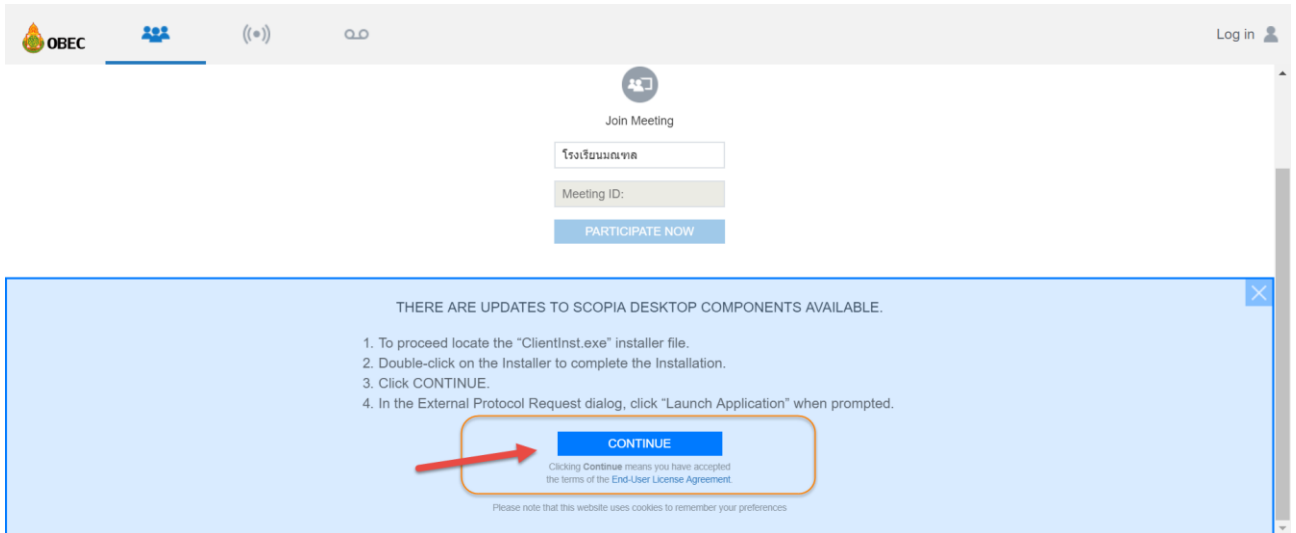 OBEC
Log in
Join Meeting
โรงเรียนมณฑล
Meeting ID:
PARTICIPATE NOW
THERE ARE UPDATES TO SCOPIA DESKTOP COMPONENTS AVAILABLE.
1. To proceed locate the “ClientInst.exe” installer file.
2. Double-click on the Installer to complete the Installation.
3. Click CONTINUE.
4. In the External Protocol Request dialog, click “Launch Application” when prompted.
CONTINUE
Clicking Continue means you have accepted
the terms of the End-User License Agreement.
Please note that this website uses cookies to remember your preferences